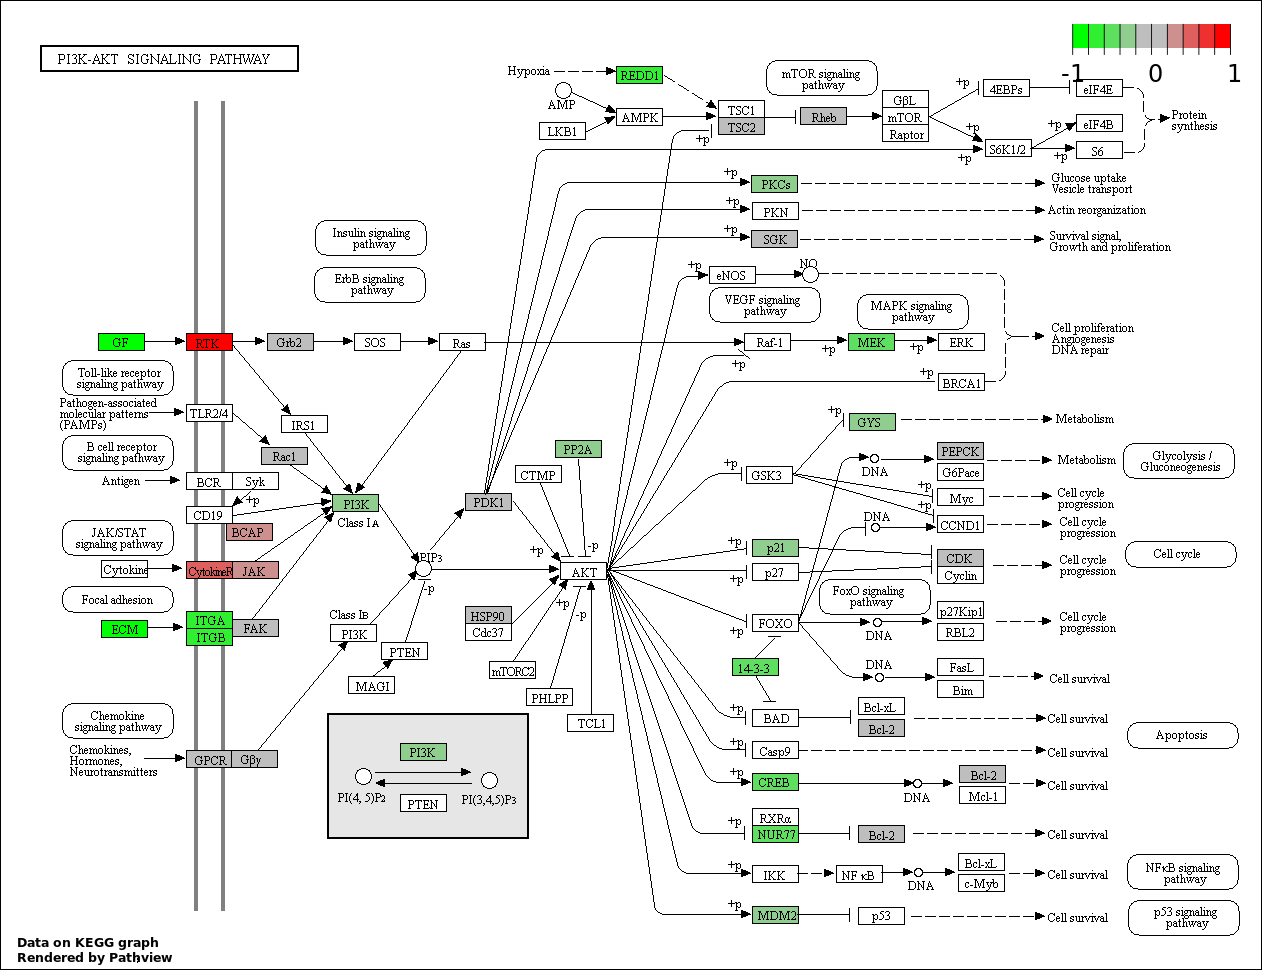 PI3K-AKT SIGNALING PATHWAY
-1 0 1
Hypoxia
REDD1
mTOR signaling
pathway
AMP
LKB1
AMPK
TSC1
TSC2
+p
Rheb
GβL
mTOR
Raptor
+p
4EBPs
eIF4E
+p
S6K1/2
+p
+p
eIF4B
+p
S6
Protein
synthesis
+p
PKCs
Glucose uptake
Vesicle transport
+p
PKN
Actin reorganization
+p
SGK
Survival signal,
Growth and proliferation
Insulin signaling
pathway
ErbB signaling
pathway
+p
eNOS
NO
VEGF signaling
pathway
MAPK signaling
pathway
GF
RTK
Grb2
SOS
Ras
Raf-1
+p
+p
MEK
+p
ERK
Cell proliferation
Angiogenesis
DNA repair
+p
BRCA1
Toll-like receptor
signaling pathway
Pathogen-associated
molecular patterns
(PAMPs)
TLR2/4
IRS1
B cell receptor
signaling pathway
Rac1
Antigen
BCR
Syk
+p
CD19
BCAP
PI3K
Class IA
JAK/STAT
signaling pathway
Cytokine
CytokineR
JAK
Focal adhesion
ECM
ITGA
ITGB
FAK
PDK1
CTMP
PP2A
+p
-p
PIP3
-p
AKT
HSP90
Cdc37
+p
-p
Class IB
PI3K
PTEN
MAGI
mTORC2
PHLPP
TCL1
+p
GYS
Metabolism
+p
GSK3
DNA
PEPCK
G6Pace
Metabolism
Glycolysis /
Gluconeogenesis
+p
Myc
Cell cycle
progression
DNA
+p
CCND1
Cell cycle
progression
+p
p21
+p
p27
CDK
Cyclin
Cell cycle
progression
Cell cycle
FoxO signaling
pathway
+p
FOXO
DNA
p27Kip1
RBL2
Cell cycle
progression
14-3-3
DNA
FasL
Bim
Cell survival
+p
BAD
Bcl-xL
Bcl-2
Cell survival
Apoptosis
+p
Casp9
Cell survival
+p
CREB
DNA
Bcl-2
Mcl-1
Cell survival
+p
RXRα
NUR77
Bcl-2
Cell survival
+p
IKK
NFκB
DNA
Bcl-xL
c-Myb
Cell survival
NFκB signaling
pathway
+p
MDM2
p53
Cell survival
p53 signaling
pathway
Chemokine
signaling pathway
Chemokines,
Hormones,
Neurotransmitters
GPCR
Gβγ
PI3K
PI(4, 5)P2
PI(3,4,5)P3
PTEN
Data on KEGG graph
Rendered by Pathview